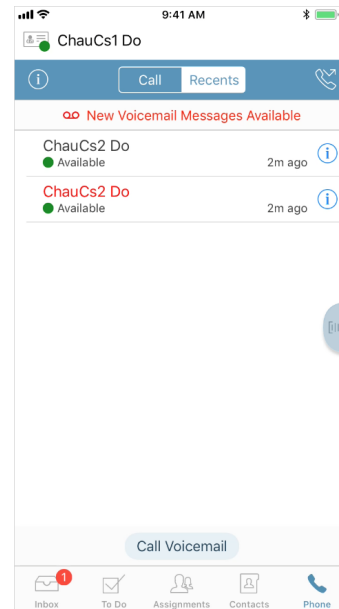 9:41 AM
ChauCs1 Do
Call Recents
New Voicemail Messages Available
ChauCs2 Do
Available 2m ago
ChauCs2 Do
Available 2m ago
Call Voicemail
1
Inbox To Do Assignments Contacts Phone